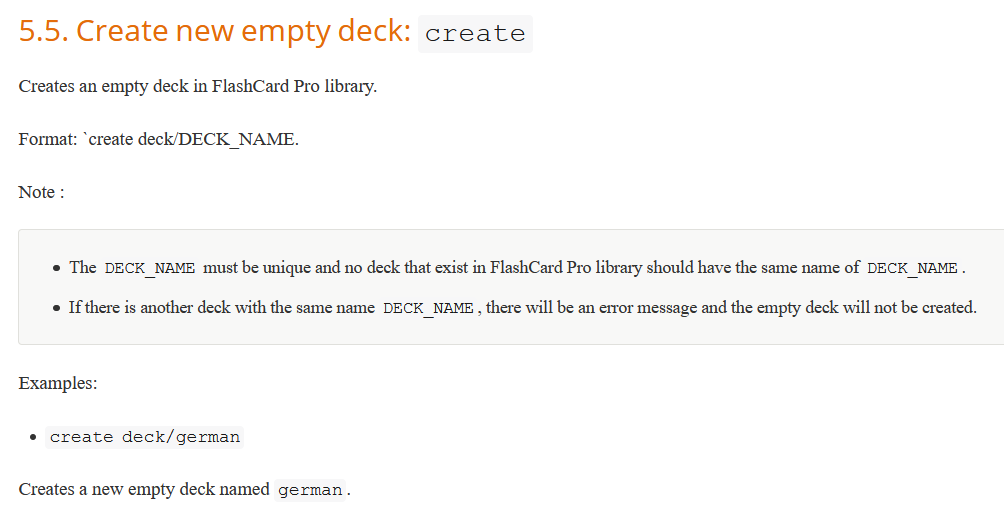 5.5. Create new empty deck: create
Creates an empty deck in FlashCard Pro library.
Format: `create deck/DECK_NAME.
Note :
• The DECK_NAME must be unique and no deck that exist in FlashCard Pro library should have the same name of DECK_NAME.
• If there is another deck with the same name DECK_NAME, there will be an error message and the empty deck will not be created.
Examples:
• create deck/german
Creates a new empty deck named german.